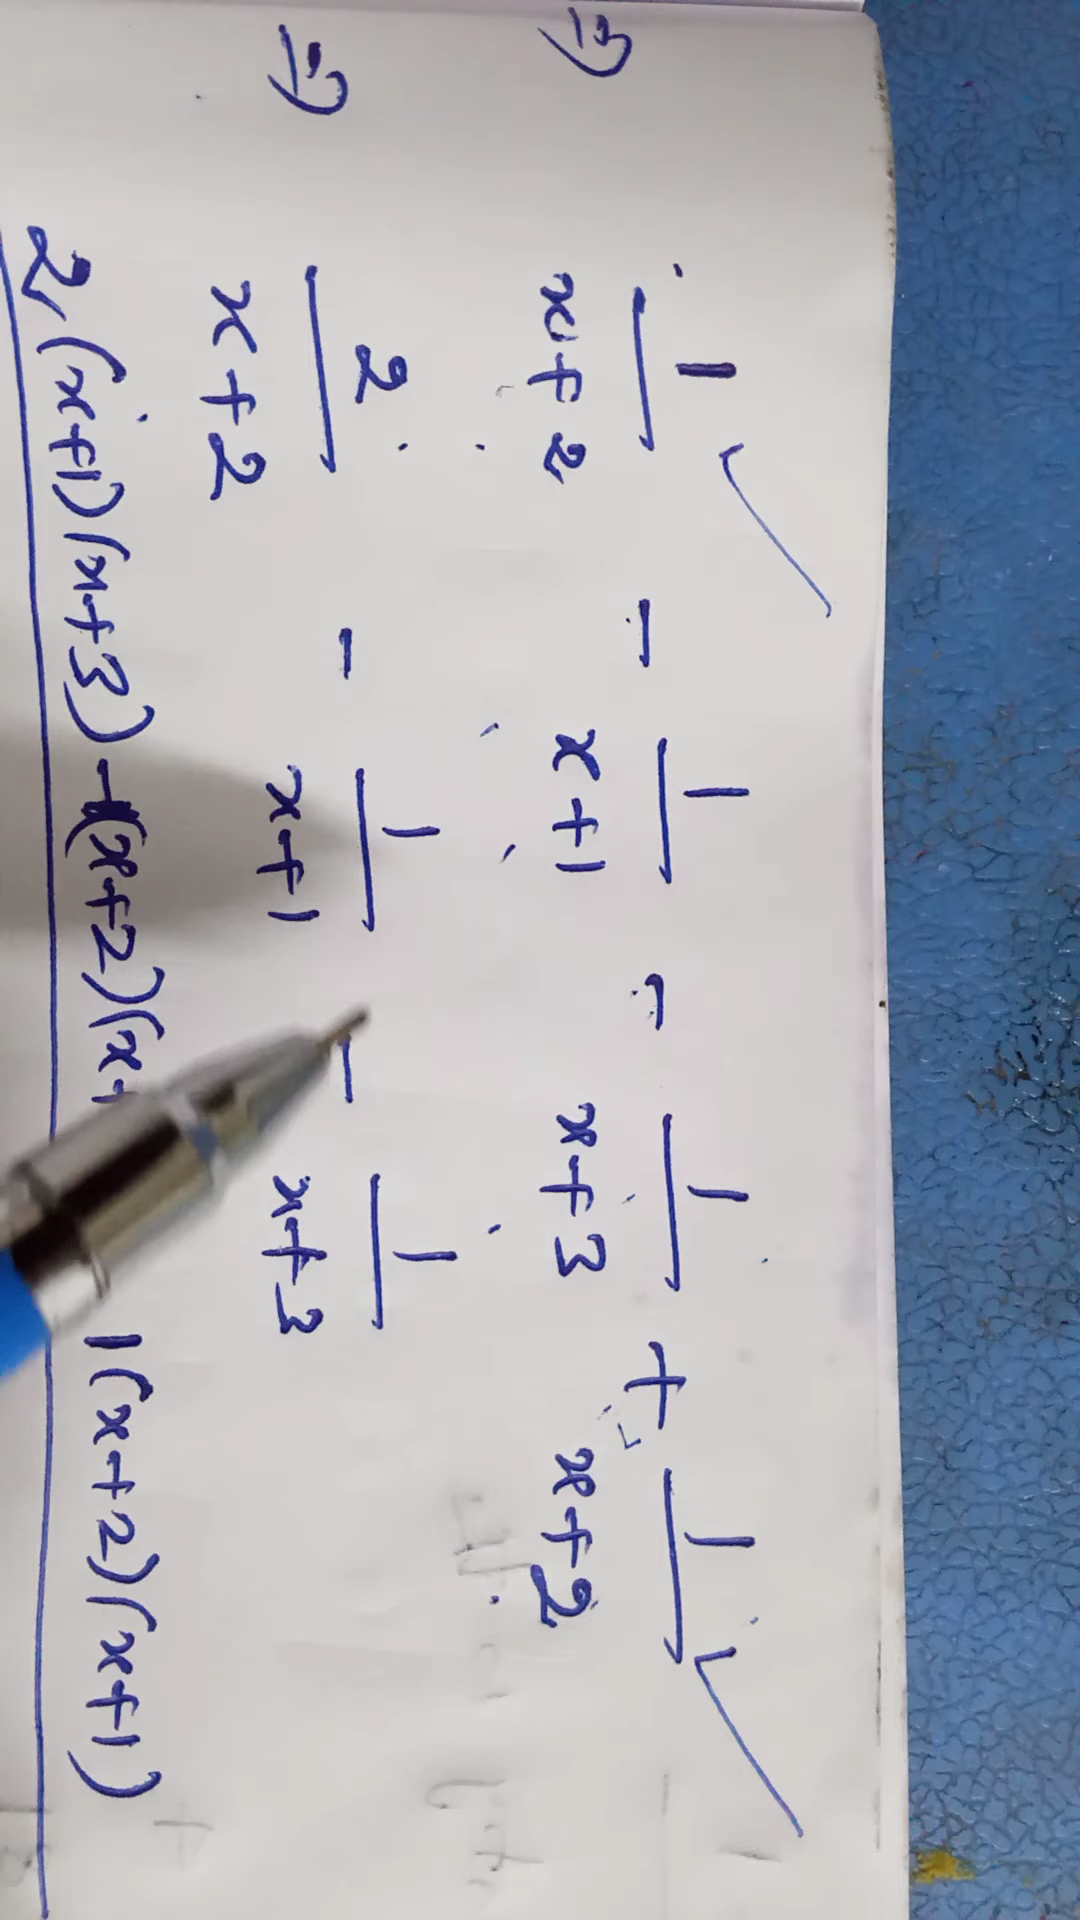 ⇒ 1/x+2 - 1/x+1 - 1/x+3 + 1/x+2
⇒ 2/x+2 - 1/x+1 - 1/x+3
2(x+1)(x+3)-(x+2)(x+ 1(x+2)(x+1)